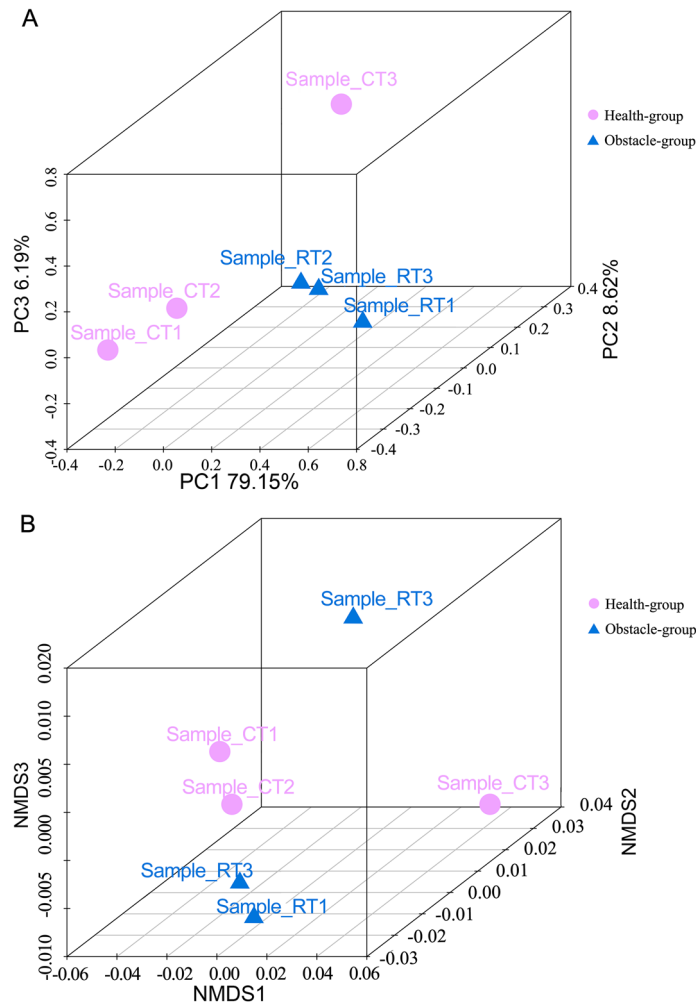 A
Sample_CT3
Health-group
Obstacle-group
0.8
0.6
0.4
0.2
0.0
-0.2
-0.4
PC3 6.19%
Sample_RT2
Sample_RT3
Sample_RT1
Sample_CT2
Sample_CT1
0.4
0.3
0.1
0.0
-0.1
-0.2
-0.3
-0.4
PC2 8.62%
-0.4
-0.2
0.0
0.2
0.4
0.6
0.8
PC1 79.15%
B
Sample_RT3
Health-group
Obstacle-group
0.020
0.010
0.005
0.000
-0.005
-0.010
NMDS3
Sample_CT1
Sample_CT2
Sample_CT3
Sample_RT3
Sample_RT1
0.04
0.03
0.02
0.01
0.00
-0.01
-0.02
-0.03
NMDS2
-0.06
-0.04
-0.02
0.00
0.02
0.04
0.06
NMDS1